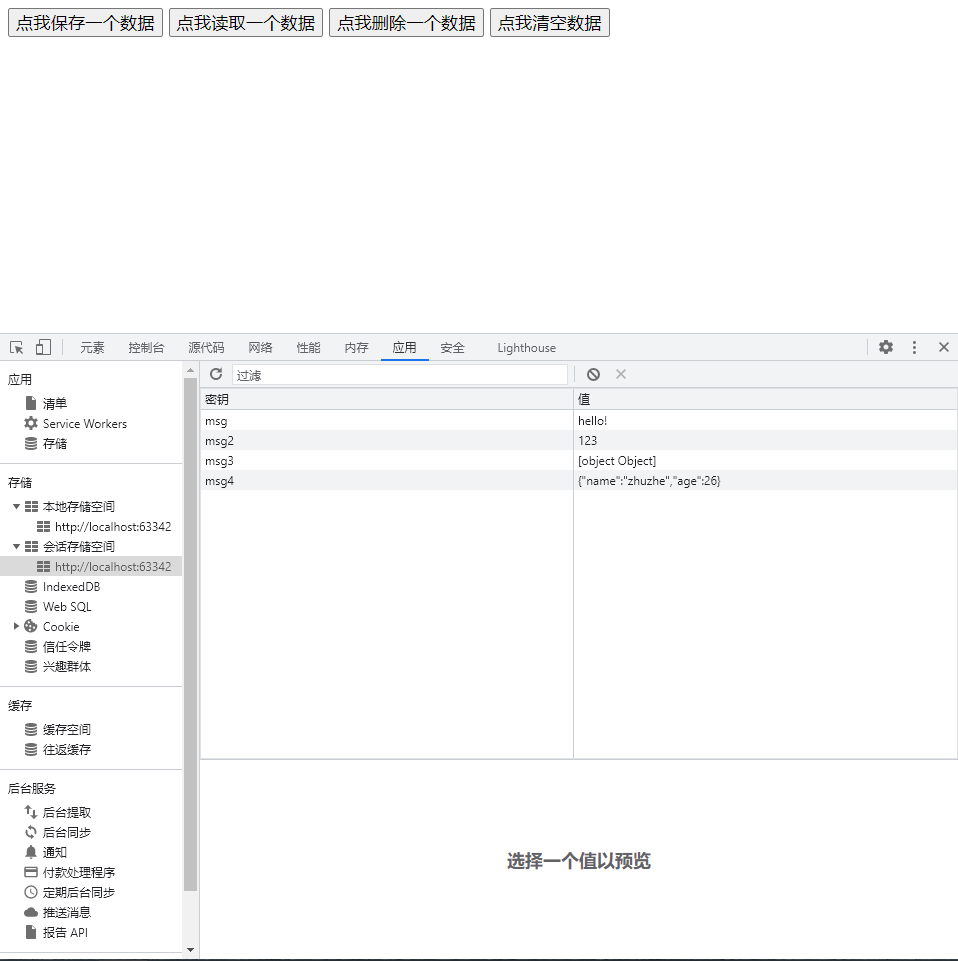 点我保存一个数据 点我读取一个数据 点我删除一个数据 点我清空数据
元素 控制台 源代码 网络 性能 内存 应用 安全 Lighthouse
过滤
应用
清单
Service Workers
存储
存储
本地存储空间
http://localhost:63342
会话存储空间
http://localhost:63342
IndexedDB
Web SQL
Cookie
信任令牌
兴趣群体
缓存
缓存空间
往返缓存
后台服务
后台提取
后台同步
通知
付款处理程序
定期后台同步
推送消息
报告 API
密钥 值
msg hello!
msg2 123
msg3 [object Object]
msg4 {"name":"zhuzhe","age":26}
选择一个值以预览